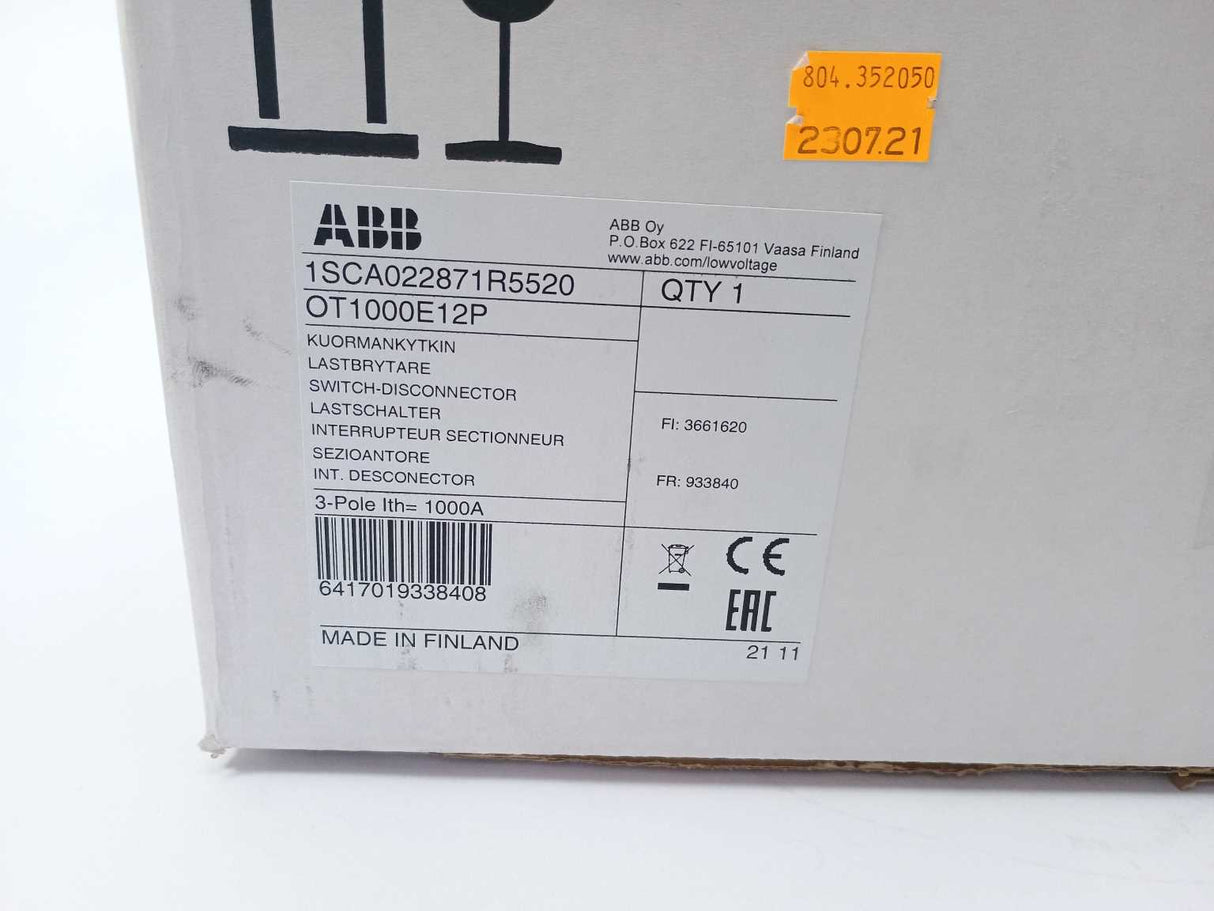 804.352050
230721
ABB
ABB Oy
P.O.Box 622 FI-65101 Vaasa Finland
www.abb.com/lowvoltage
1SCA022871R5520
QTY 1
OT1000E12P
KUORMANKYTKIN
LASTBRYTARE
SWITCH-DISCONNECTOR
LASTSCHALTER
INTERRUPTEUR SECTIONNEUR
SEZIOANTORE
INT. DESCONECTOR
FI: 3661620
FR: 933840
3-Pole Ith= 1000A
6417019338408
CE
EAC
MADE IN FINLAND
21 11